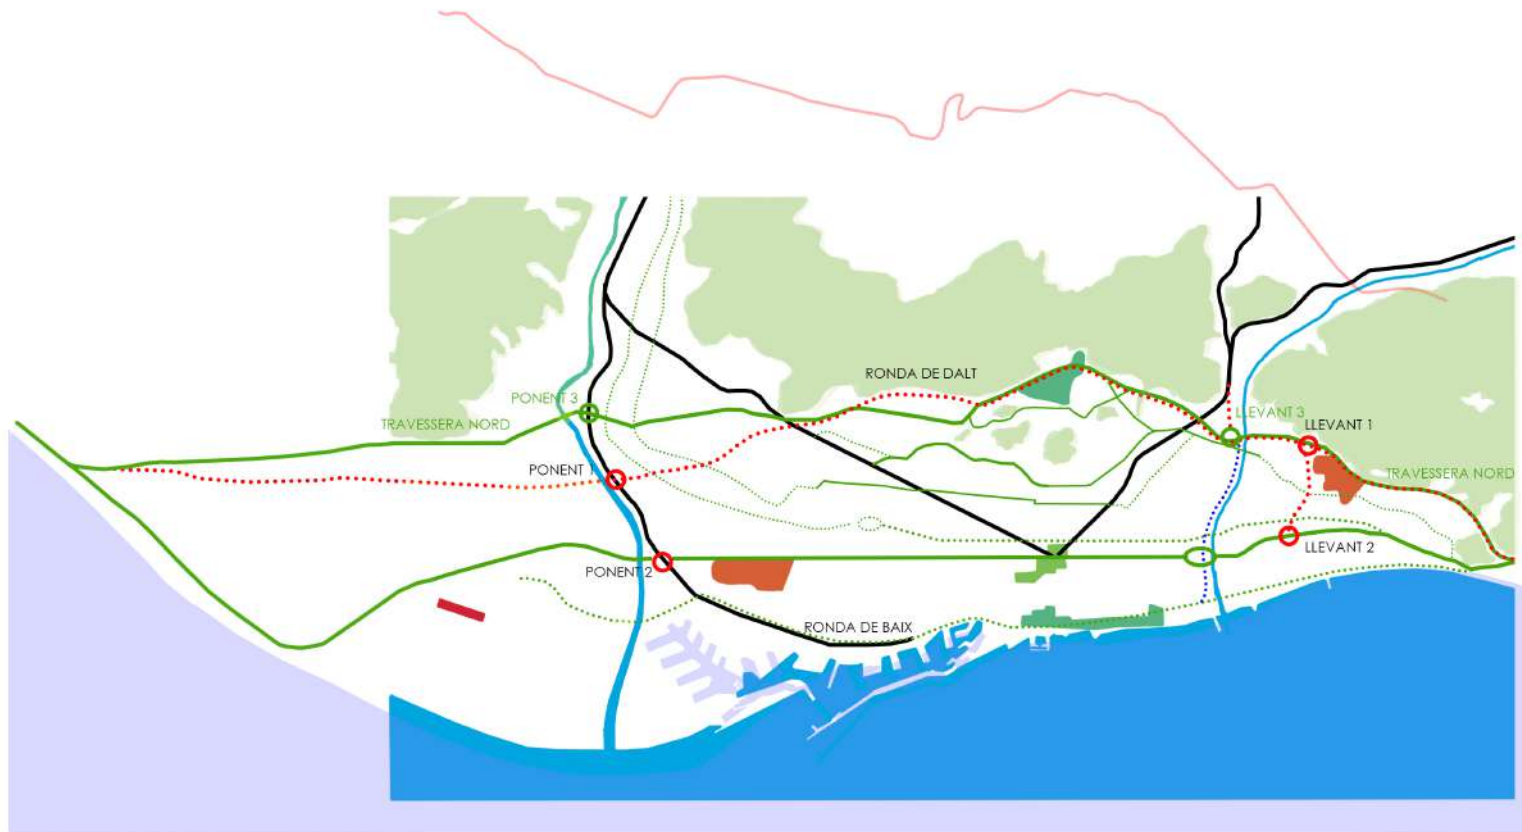 RONDA DE DALT
PONENT 3
TRAVESSERA NORD
LLEVANT 3
LLEVANT 1
PONENT 1
TRAVESSERA NORD
LLEVANT 2
PONENT 2
RONDA DE BAIX